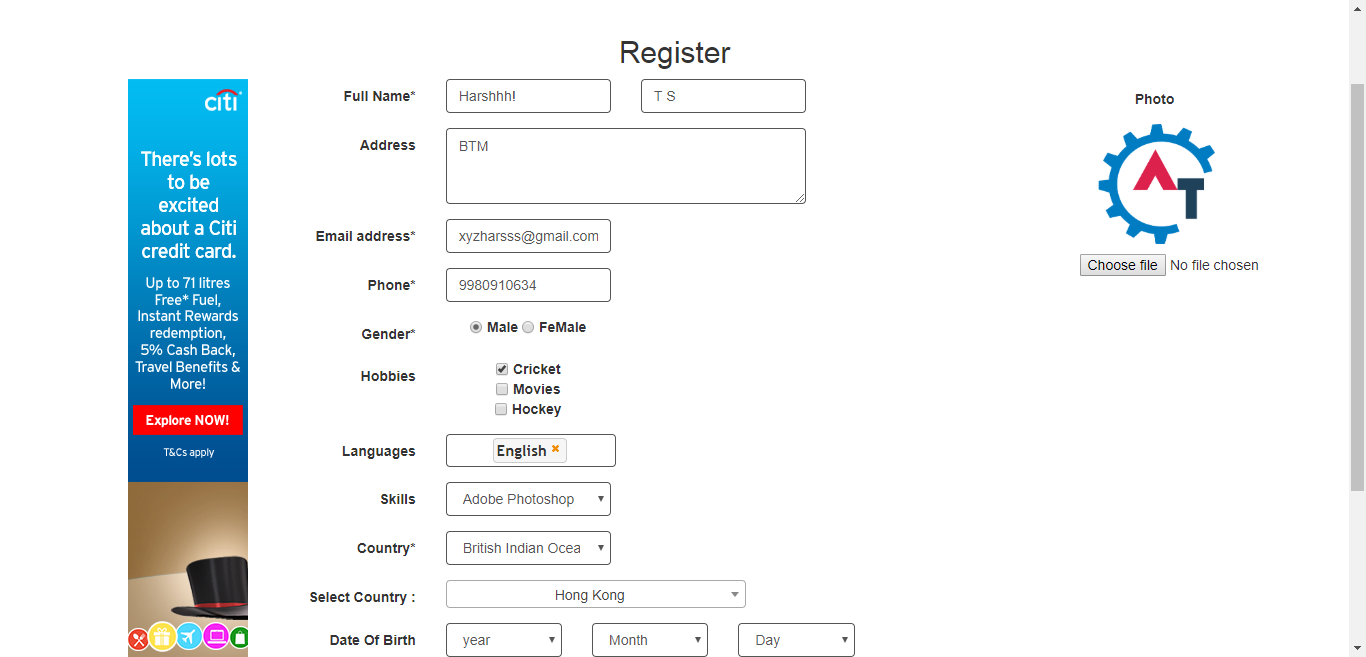 Register
citi
There's lots
to be
excited
about a Citi
credit card.
Up to 71 litres
Free* Fuel,
Instant Rewards
redemption,
5% Cash Back,
Travel Benefits &
More!
Explore NOW!
T&Cs apply
Full Name* Harshhh! T S
Address BTM
Email address* xyzharsss@gmail.com
Phone* 9980910634
Gender* Male FeMale
Hobbies Cricket
Movies
Hockey
Languages English
Skills Adobe Photoshop
Country* British Indian Ocea
Select Country : Hong Kong
Date Of Birth year Month Day
Photo
AT
Choose file No file chosen